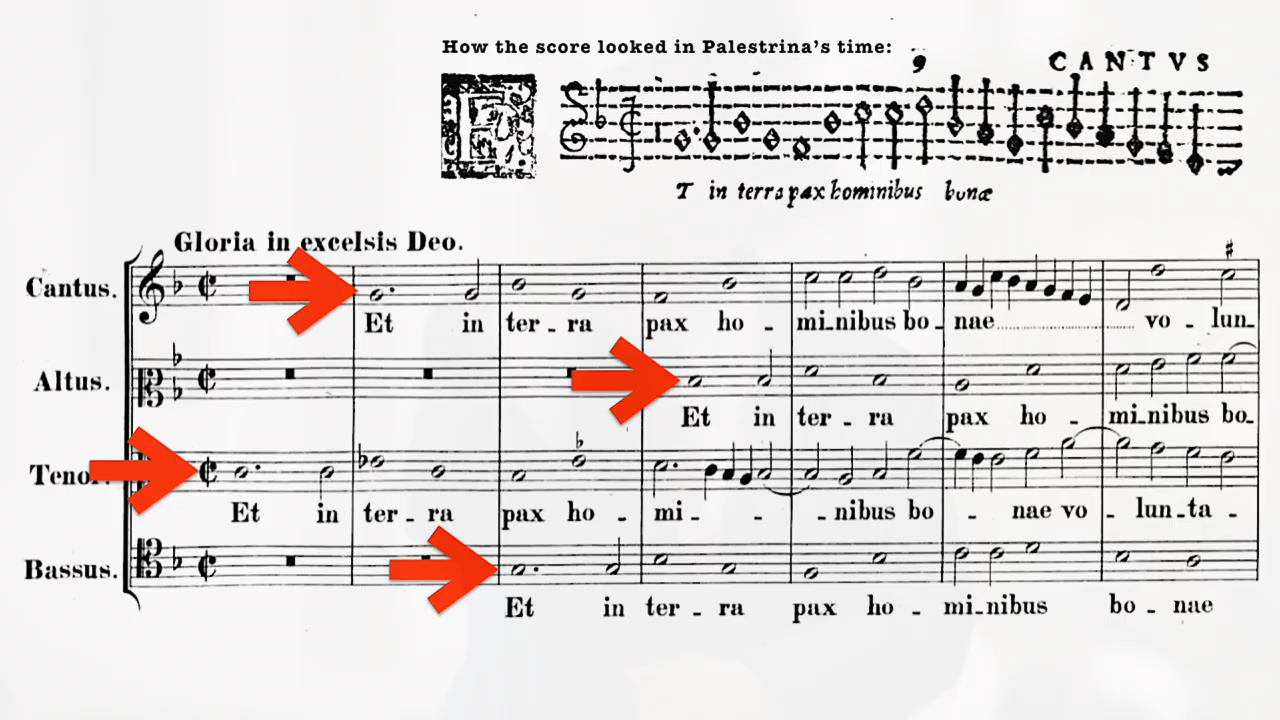 How the score looked in Palestrina's time:
CANTVS
T in terra pax hominibus bonæ
Gloria in excelsis Deo.
Cantus.
Et in ter - ra pax ho - mi-nibus bo - nae vo - lun-
Altus.
Et in ter - ra pax ho - mi-nibus bo-
Tenor.
Et in ter - ra pax ho - mi - - - nibus bo - nae vo - lun-ta -
Bassus.
Et in ter - ra pax ho - mi-nibus bo - nae